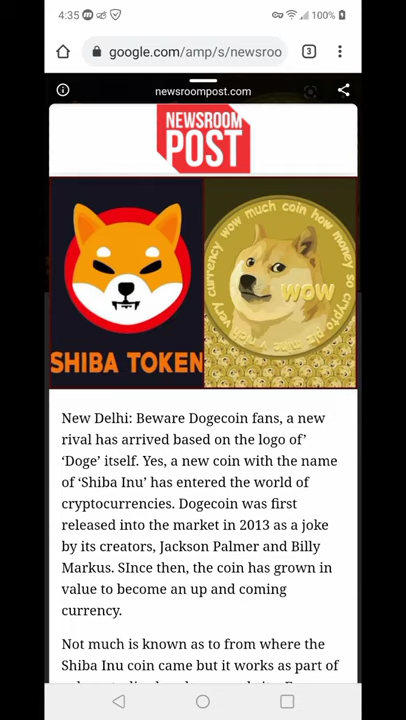 4:35
100%
google.com/amp/s/newsroo
3
newsroompost.com
NEWSROOM
POST
currency wow much coin how money so crypto
WOW
SHIBA TOKEN
New Delhi: Beware Dogecoin fans, a new
rival has arrived based on the logo of’
‘Doge’ itself. Yes, a new coin with the name
of ‘Shiba Inu’ has entered the world of
cryptocurrencies. Dogecoin was first
released into the market in 2013 as a joke
by its creators, Jackson Palmer and Billy
Markus. SInce then, the coin has grown in
value to become an up and coming
currency.
Not much is known as to from where the
Shiba Inu coin came but it works as part of